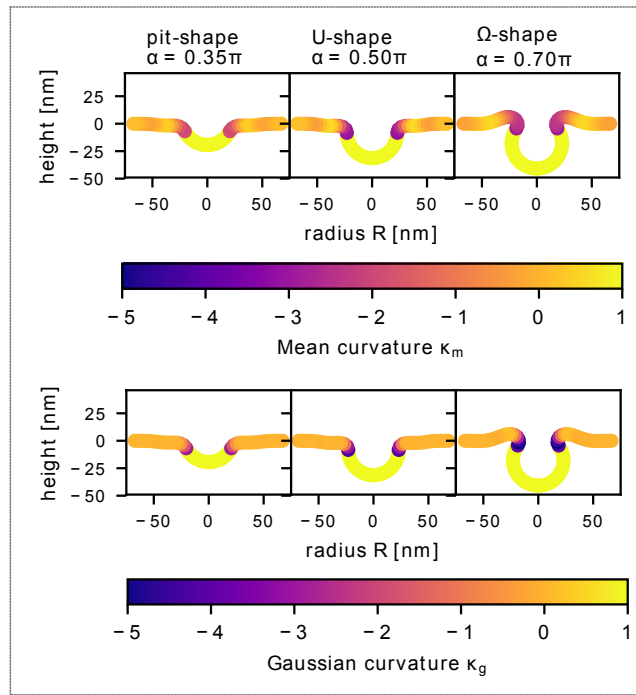 pit-shape U-shape Ω-shape
α = 0.35π α = 0.50π α = 0.70π
height [nm]
25
0
−25
−50
−50 0 50 −50 0 50 −50 0 50
radius R [nm]
−5 −4 −3 −2 −1 0 1
Mean curvature κm
height [nm]
25
0
−25
−50
−50 0 50 −50 0 50 −50 0 50
radius R [nm]
−5 −4 −3 −2 −1 0 1
Gaussian curvature κg